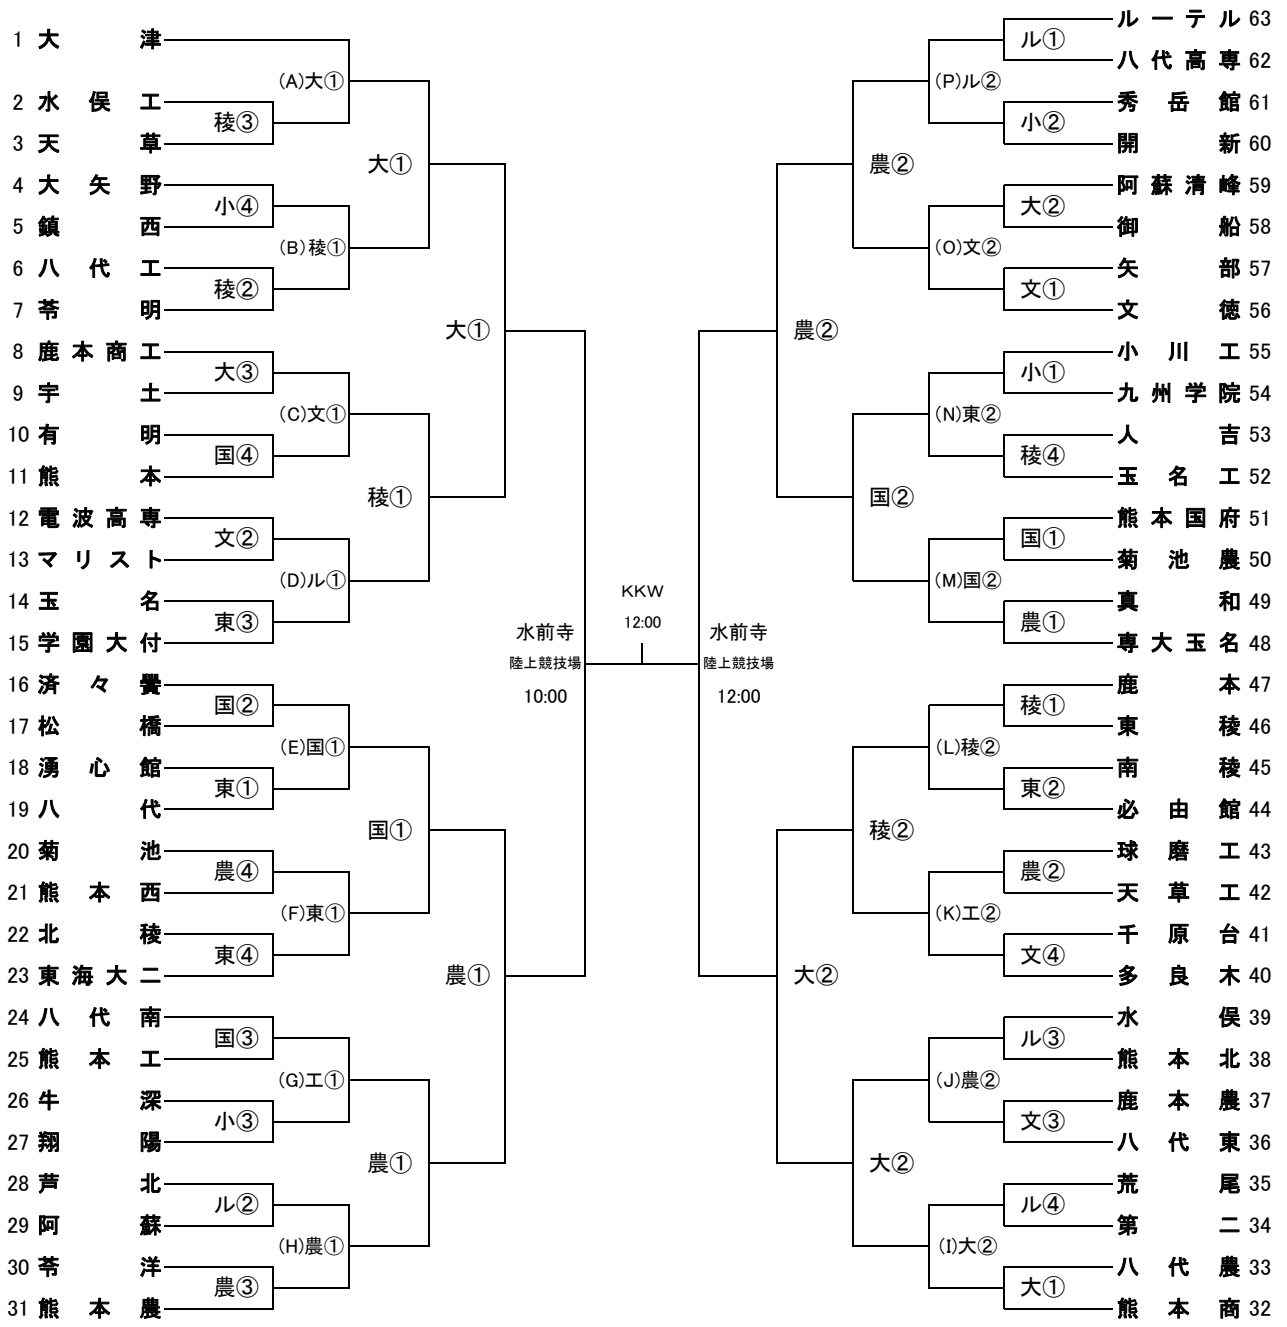 1 大津
2 水俣工
3 天草
4 大矢野
5 鎮西
6 八代工
7 苓明
8 鹿本商工
9 宇土
10 有明
11 熊本
12 電波高専
13 マリスト
14 玉名
15 学園大付
16 済々黌
17 松橋
18 湧心館
19 八代
20 菊池
21 熊本西
22 北稜
23 東海大二
24 八代南
25 熊本工
26 牛深
27 翔陽
28 芦北
29 阿蘇
30 苓洋
31 熊本農
稜③
小④
稜②
大③
国④
文②
東③
国②
東①
農④
東④
国③
小③
ル②
農③
(A)大①
(B)稜①
(C)文①
(D)ル①
(E)国①
(F)東①
(G)工①
(H)農①
大①
稜①
国①
農①
大①
農①
水前寺
陸上競技場
10:00
KKW
12:00
水前寺
陸上競技場
12:00
農②
大②
農②
国②
稜②
大②
(P)ル②
(O)文②
(N)東②
(M)国②
(L)稜②
(K)工②
(J)農②
(I)大②
ル①
小②
大②
文①
小①
稜④
国①
農①
稜①
東②
農②
文④
ル③
文③
ル④
大①
ルーテル 63
八代高専 62
秀岳館 61
開新 60
阿蘇清峰 59
御船 58
矢部 57
文徳 56
小川工 55
九州学院 54
人吉 53
玉名工 52
熊本国府 51
菊池農 50
真和 49
専大玉名 48
鹿本 47
東稜 46
南稜 45
必由館 44
球磨工 43
天草工 42
千原台 41
多良木 40
水俣 39
熊本北 38
鹿本農 37
八代東 36
荒尾 35
第二 34
八代農 33
熊本商 32